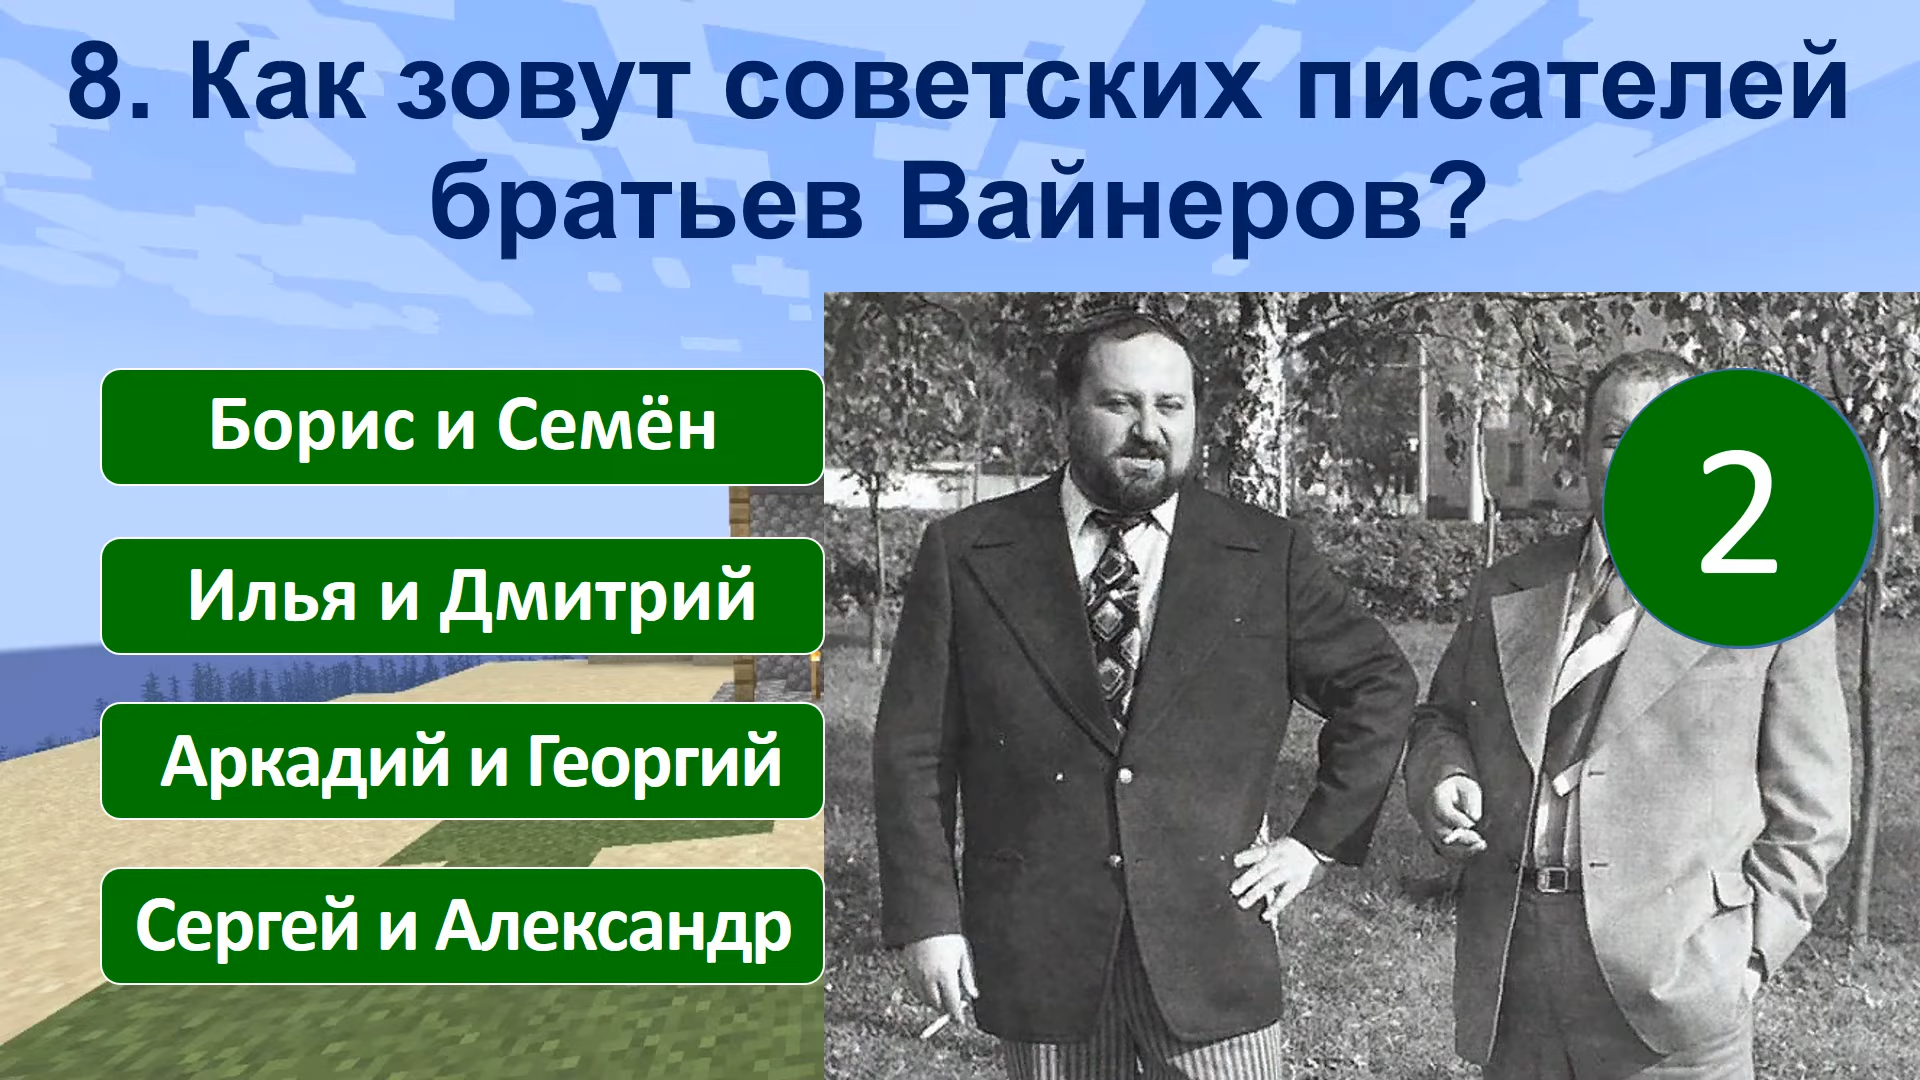 8. Как зовут советских писателей
братьев Вайнеров?
Борис и Семён
Илья и Дмитрий
Аркадий и Георгий
Сергей и Александр
2